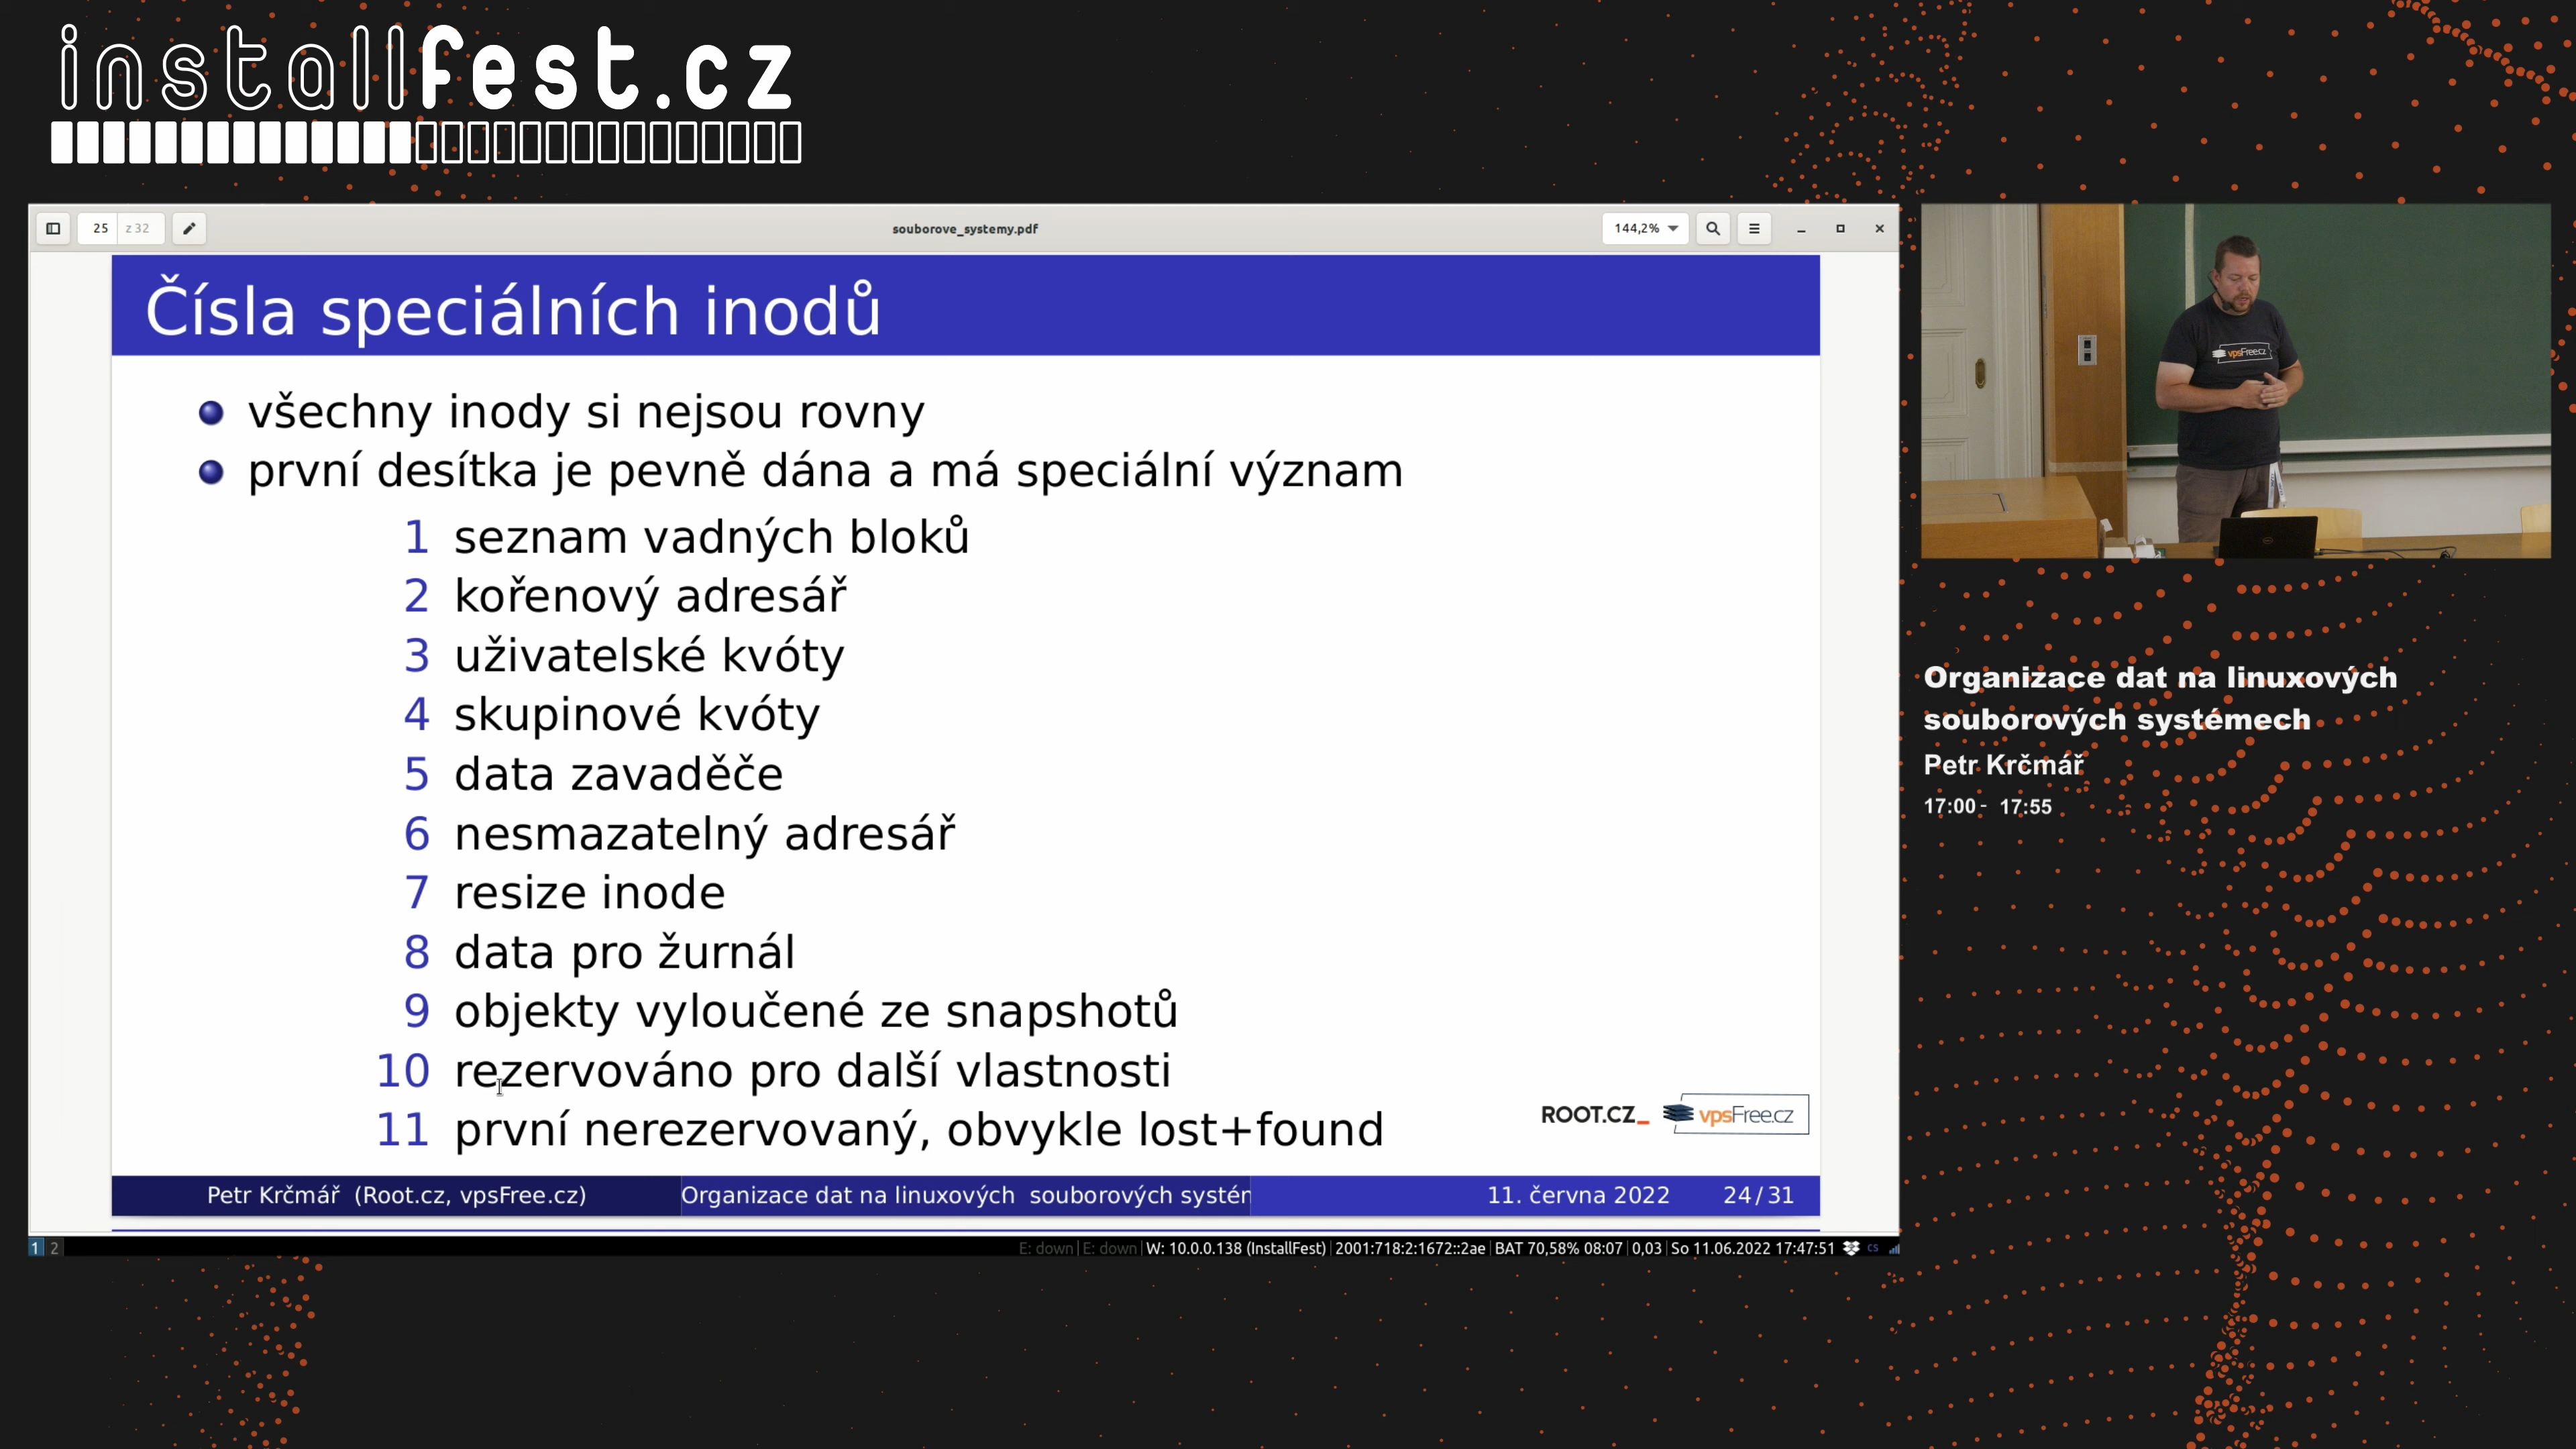 installfest.cz
25 z 32
souborove_systemy.pdf
144,2%
Čísla speciálních inodů
všechny inody si nejsou rovny
první desítka je pevně dána a má speciální význam
1 seznam vadných bloků
2 kořenový adresář
3 uživatelské kvóty
4 skupinové kvóty
5 data zavaděče
6 nesmazatelný adresář
7 resize inode
8 data pro žurnál
9 objekty vyloučené ze snapshotů
10 rezervováno pro další vlastnosti
11 první nerezervovaný, obvykle lost+found
ROOT.CZ_ vpsFree.cz
Petr Krčmář (Root.cz, vpsFree.cz) Organizace dat na linuxových souborových systém 11. června 2022 24/31
1 2 E: down | E: down | W: 10.0.0.138 (InstallFest) | 2001:718:2:1672::2ae | BAT 70,58% 08:07 | 0,03 | So 11.06.2022 17:47:51 cs
vpsFree.cz
Organizace dat na linuxových
souborových systémech
Petr Krčmář
17:00 - 17:55